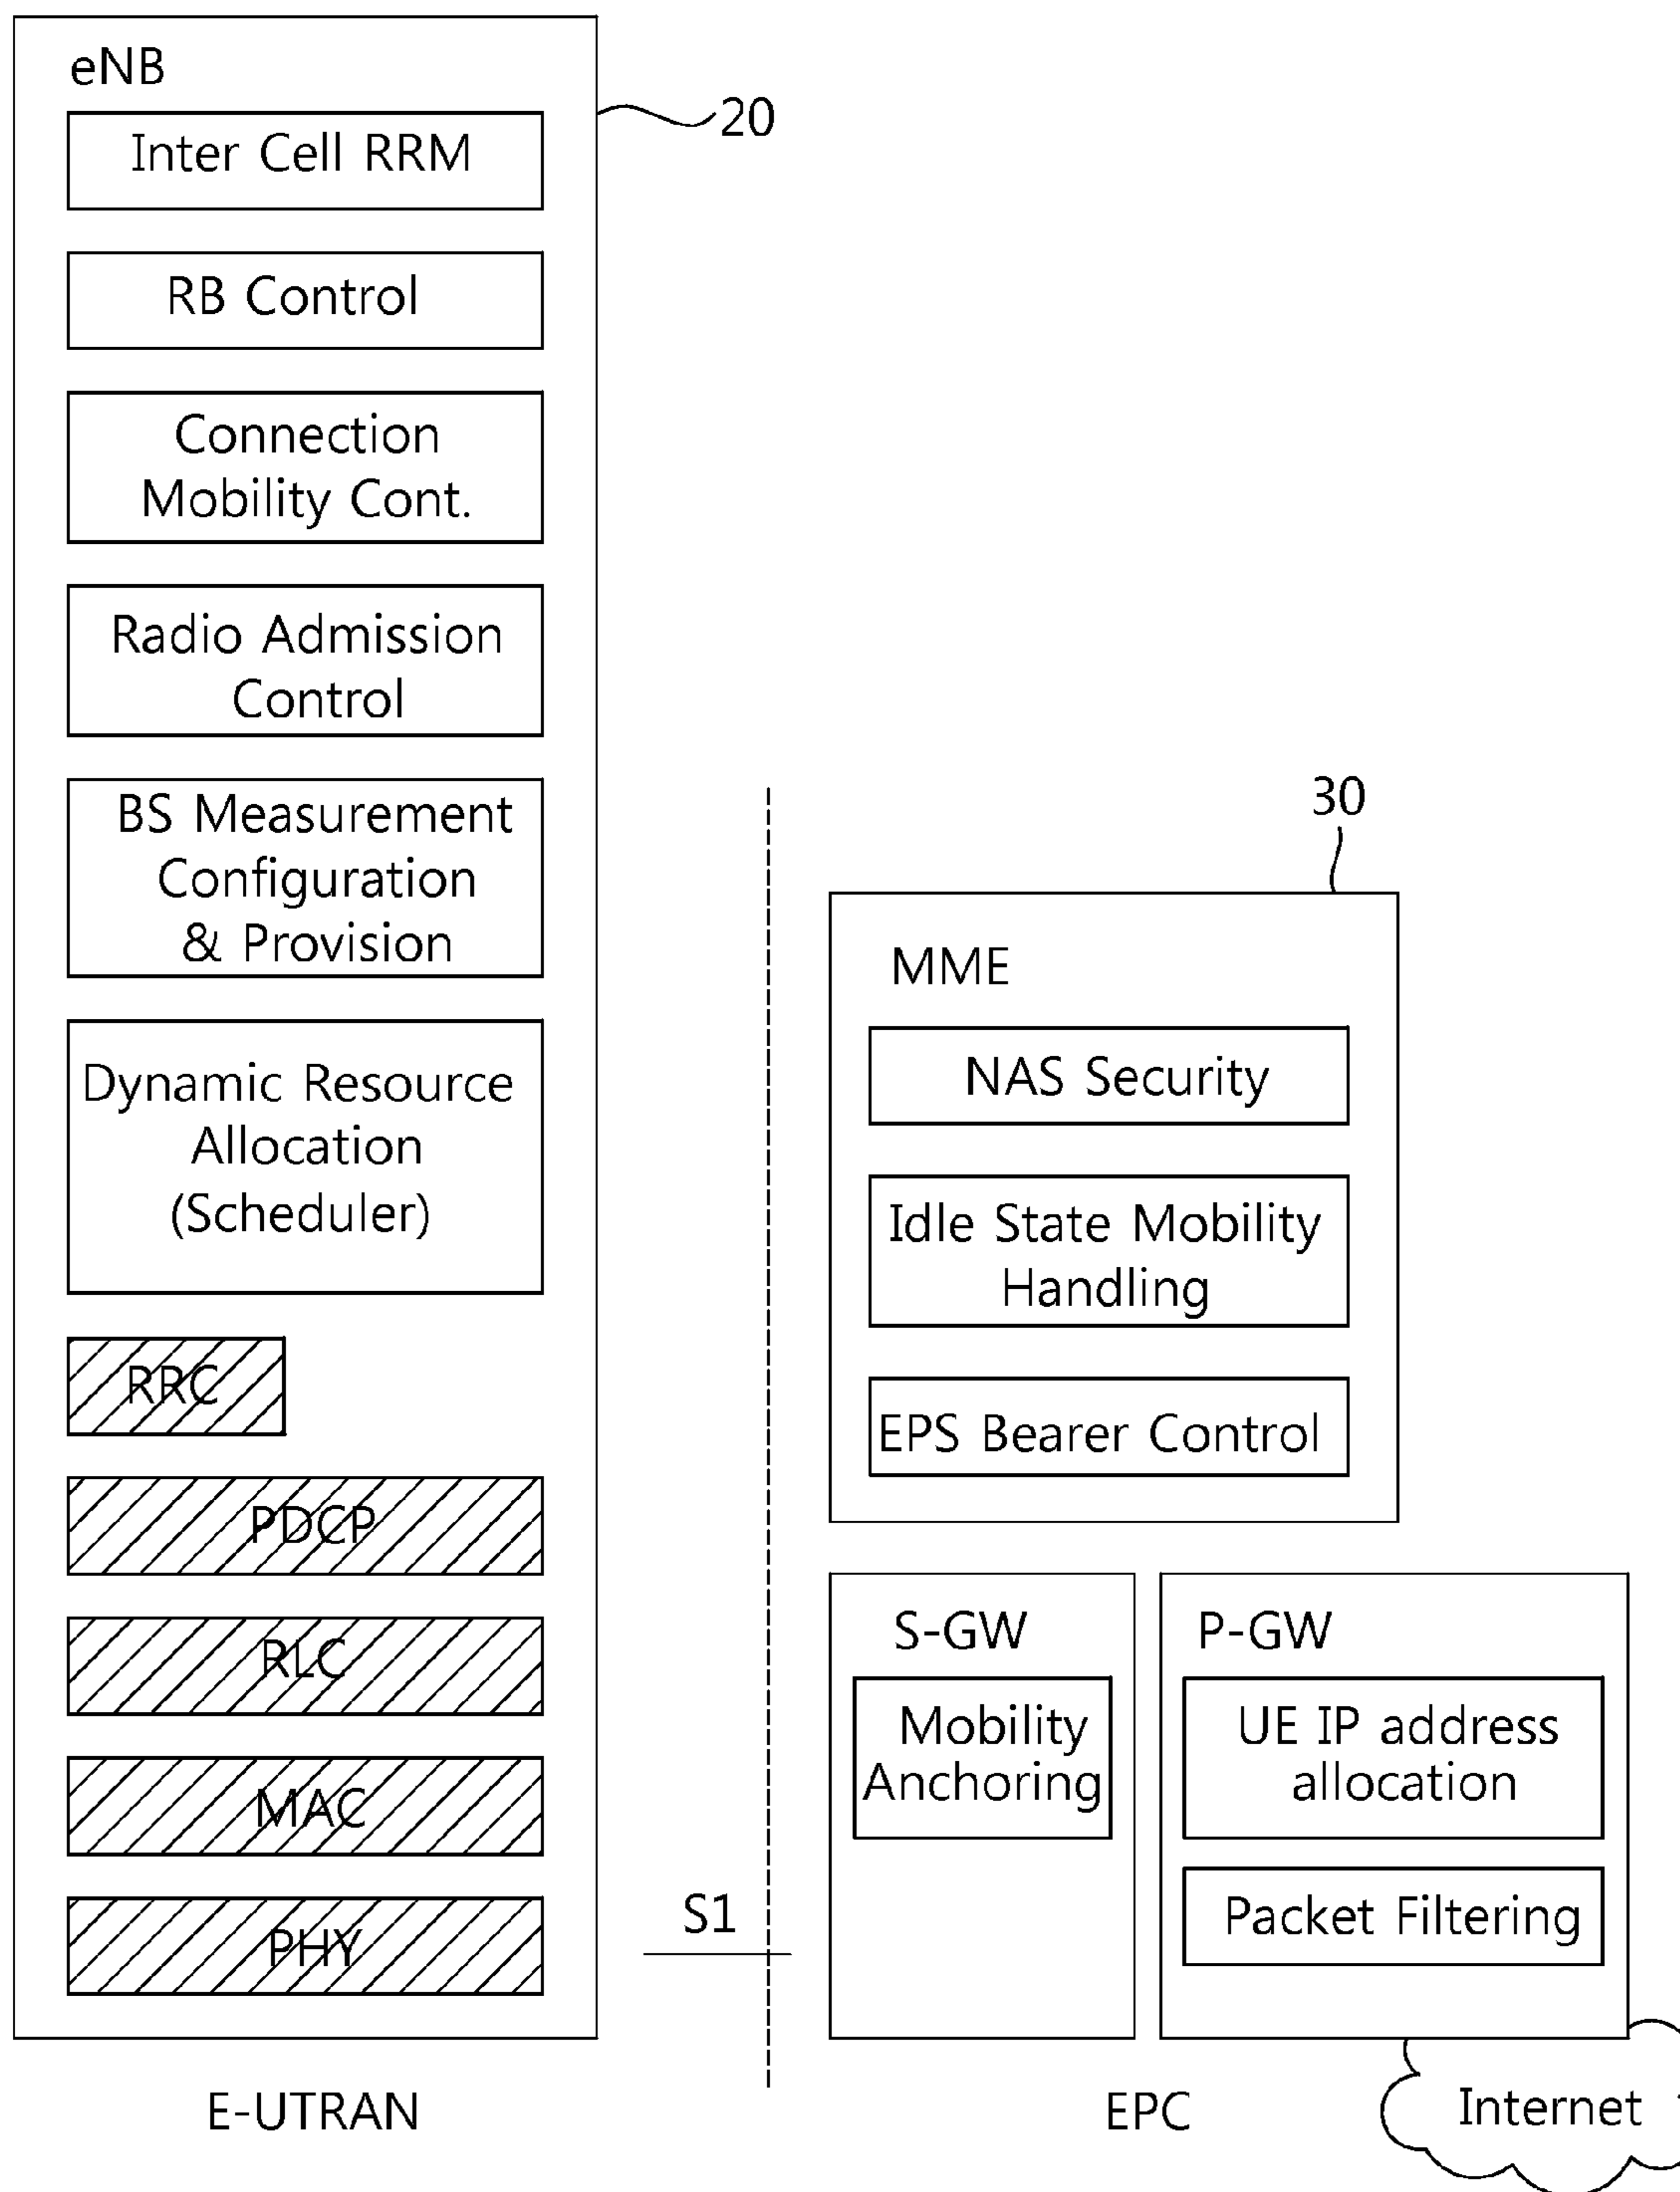 eNB
20
Inter Cell RRM
RB Control
Connection
Mobility Cont.
Radio Admission
Control
BS Measurement
Configuration
& Provision
Dynamic Resource
Allocation
(Scheduler)
RRC
PDCP
RLC
MAC
PHY
S1
30
MME
NAS Security
Idle State Mobility
Handling
EPS Bearer Control
S-GW
Mobility
Anchoring
P-GW
UE IP address
allocation
Packet Filtering
E-UTRAN
EPC
Internet